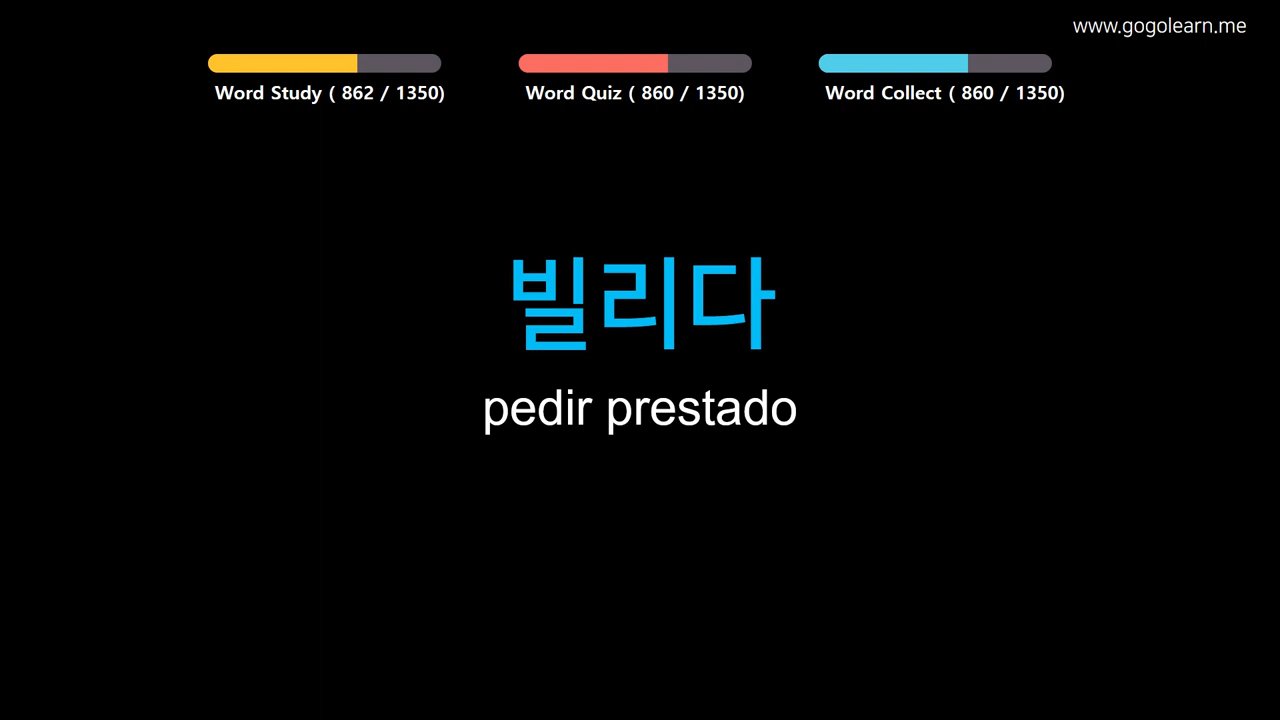 www.gogolearn.me
Word Study ( 862 / 1350)
Word Quiz ( 860 / 1350)
Word Collect ( 860 / 1350)
빌리다
pedir prestado